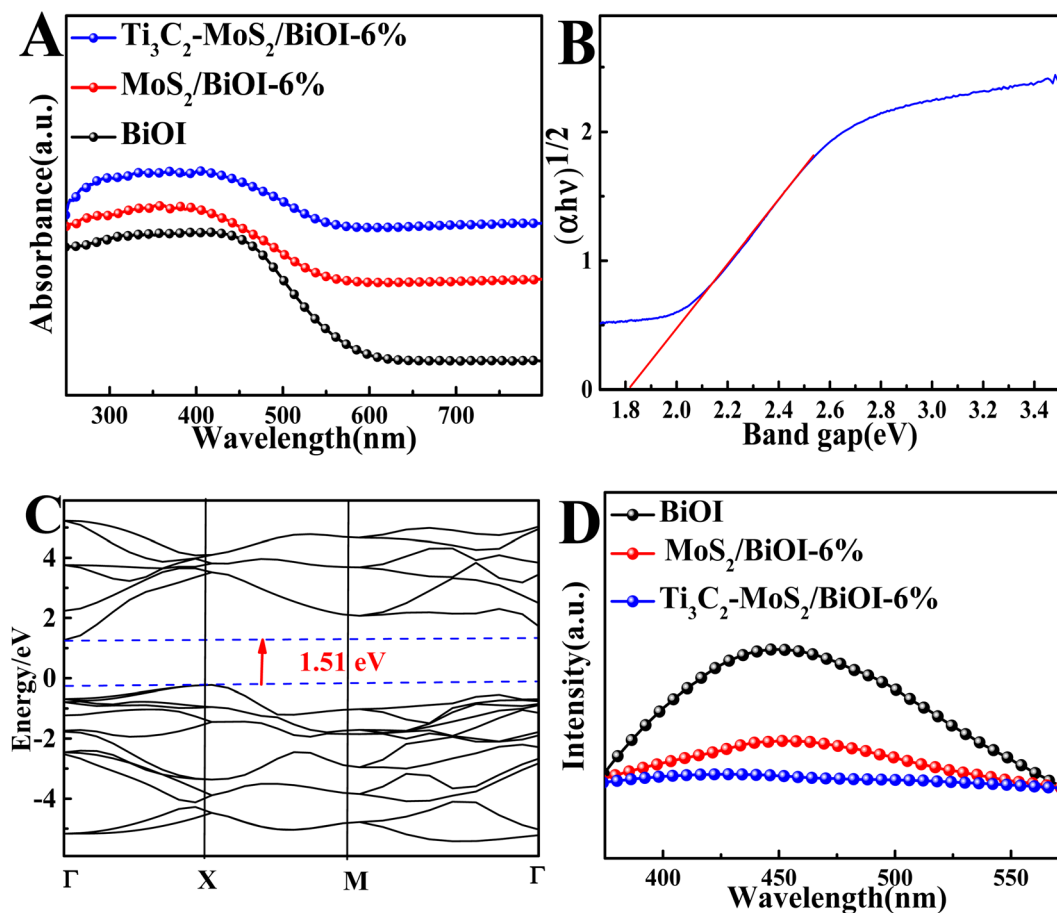 A
Ti₃C₂-MoS₂/BiOI-6%
MoS₂/BiOI-6%
BiOI
Absorbance(a.u.)
300 400 500 600 700
Wavelength(nm)
B
(αhν)^1/2
2
1
0
1.8 2.0 2.2 2.4 2.6 2.8 3.0 3.2 3.4
Band gap(eV)
C
Energy/eV
4
2
0
-2
-4
1.51 eV
Γ X M Γ
D
BiOI
MoS₂/BiOI-6%
Ti₃C₂-MoS₂/BiOI-6%
Intensity(a.u.)
400 450 500 550
Wavelength(nm)